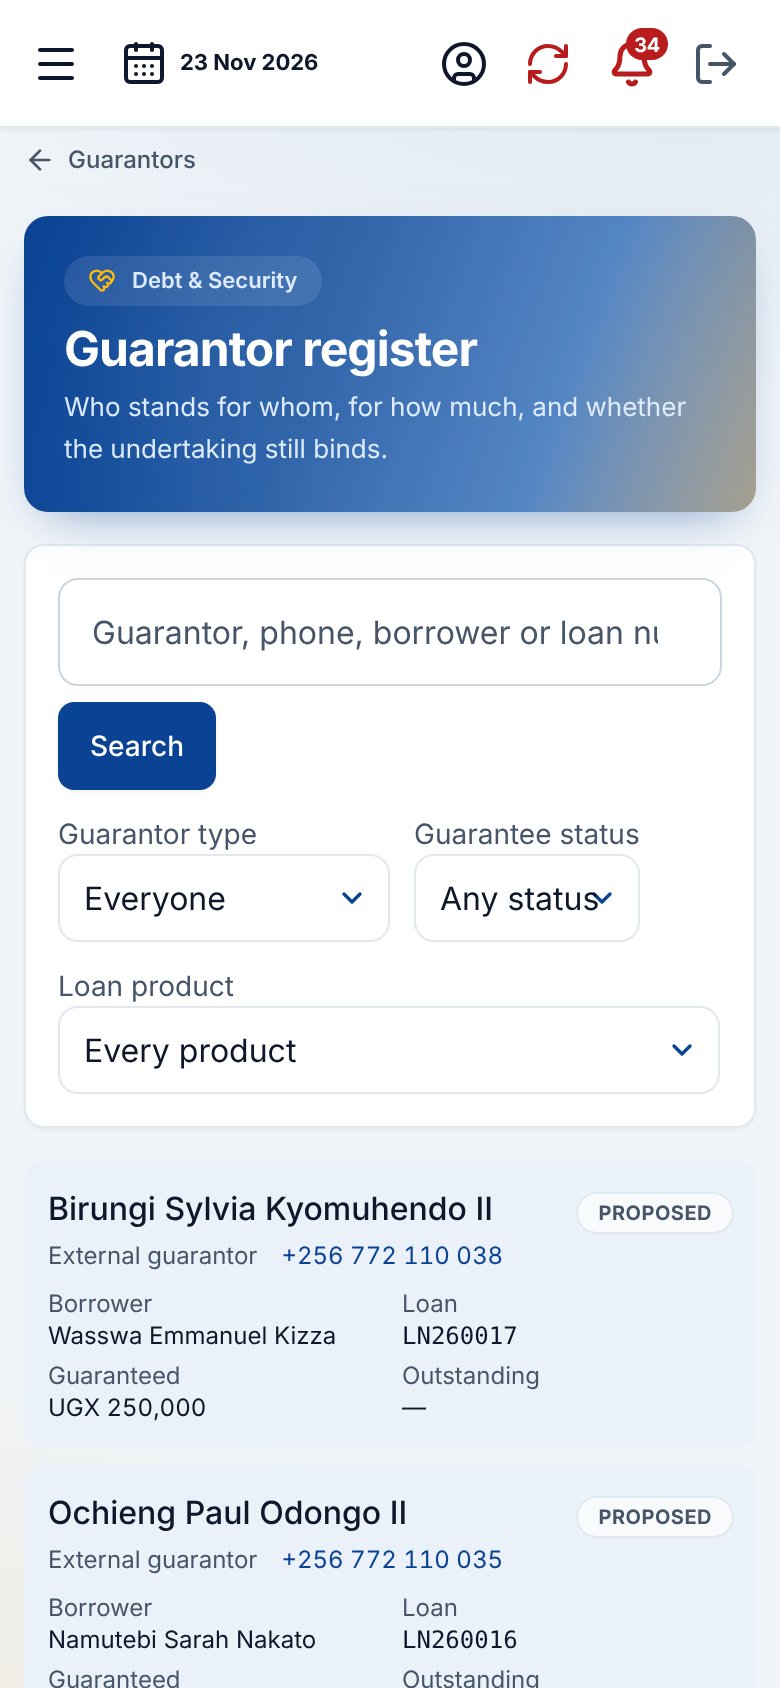 23 Nov 2026
34
Guarantors
Debt & Security
Guarantor register
Who stands for whom, for how much, and whether
the undertaking still binds.
Guarantor, phone, borrower or loan nu
Search
Guarantor type
Guarantee status
Everyone
Any status
Loan product
Every product
Birungi Sylvia Kyomuhendo II
PROPOSED
External guarantor +256 772 110 038
Borrower
Loan
Wasswa Emmanuel Kizza
LN260017
Guaranteed
Outstanding
UGX 250,000
—
Ochieng Paul Odongo II
PROPOSED
External guarantor +256 772 110 035
Borrower
Loan
Namutebi Sarah Nakato
LN260016
Guaranteed
Outstanding